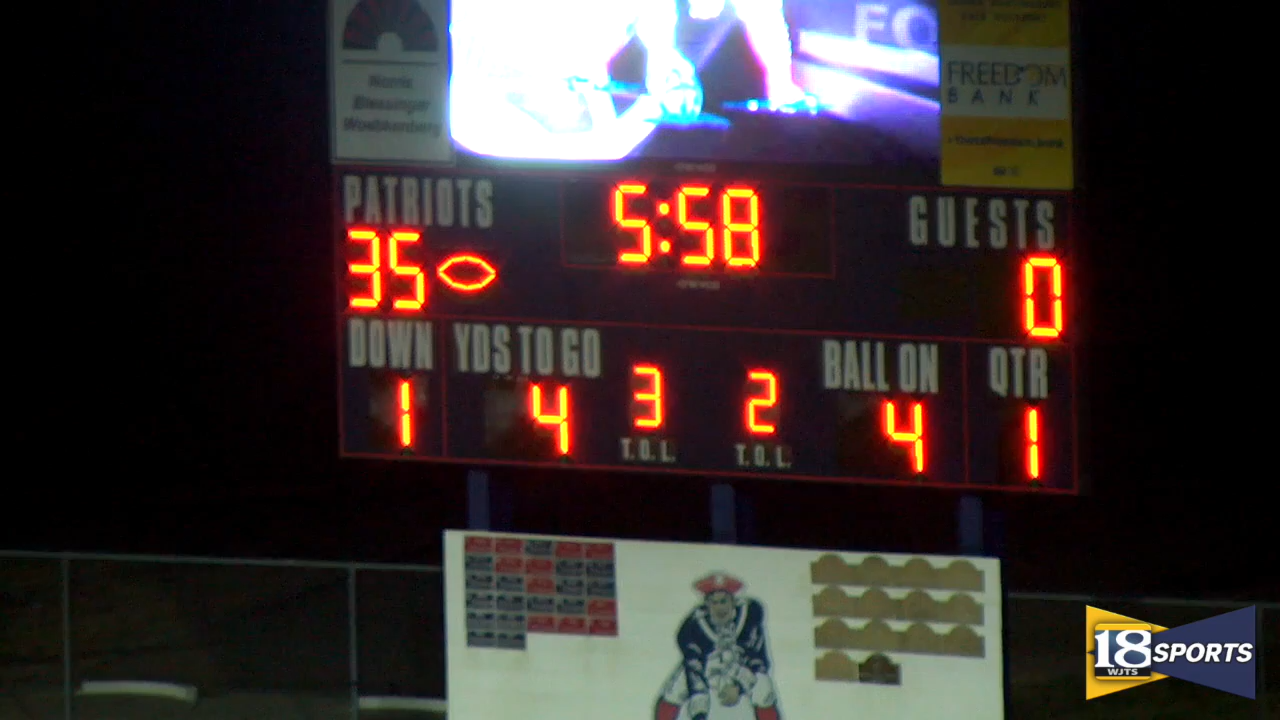 FREEDOM
BANK
PATRIOTS
5:58
GUESTS
35
0
DOWN
YDS TO GO
BALL ON
QTR
1
4
3
2
4
1
T.O.L.
T.O.L.
18 SPORTS
WJTS